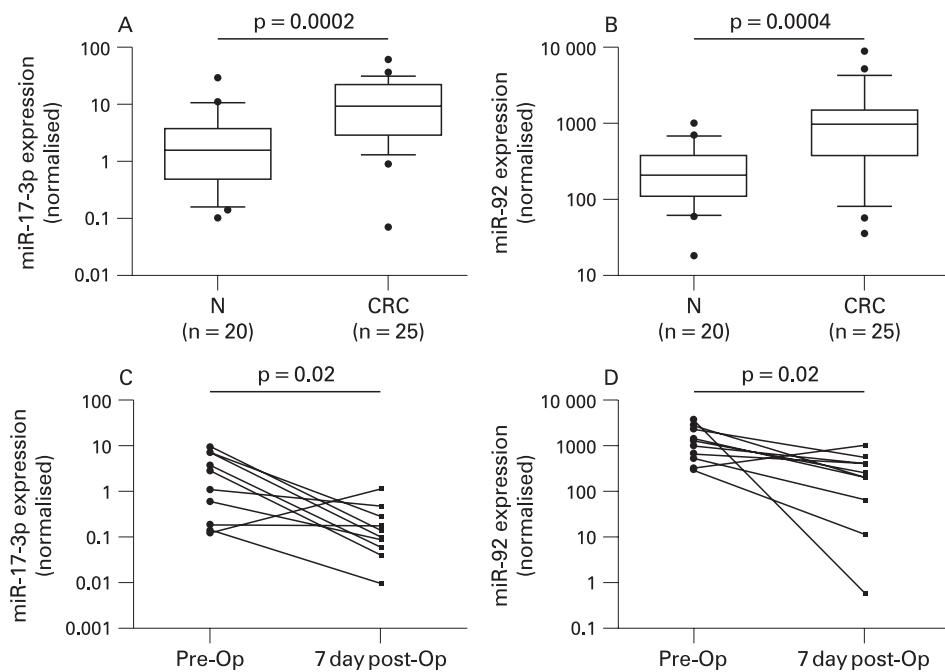 A
p = 0.0002
miR-17-3p expression
(normalised)
100
10
1
0.1
0.01
N
(n = 20)
CRC
(n = 25)
B
p = 0.0004
miR-92 expression
(normalised)
10 000
1000
100
10
N
(n = 20)
CRC
(n = 25)
C
p = 0.02
miR-17-3p expression
(normalised)
100
10
1
0.1
0.01
0.001
Pre-Op
7 day post-Op
D
p = 0.02
miR-92 expression
(normalised)
10 000
1000
100
10
1
0.1
Pre-Op
7 day post-Op